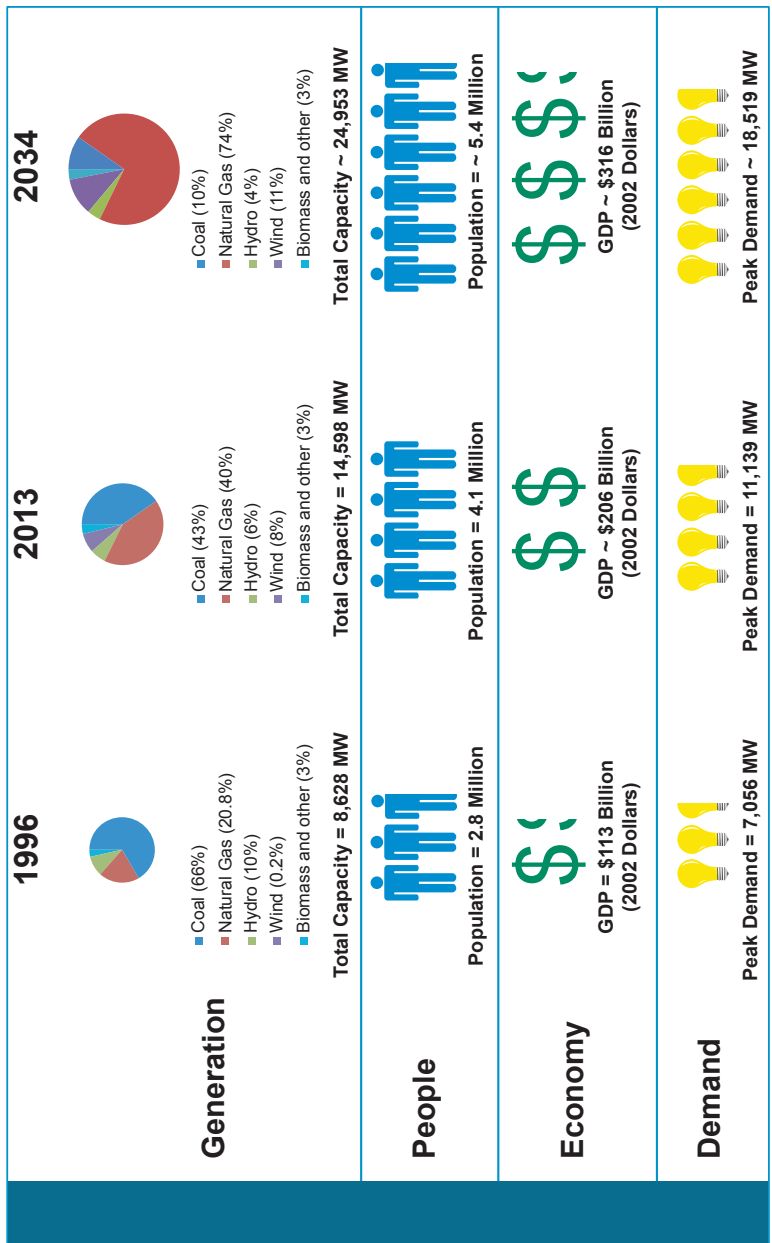 1996
2013
2034
Generation
Coal (66%)
Natural Gas (20.8%)
Hydro (10%)
Wind (0.2%)
Biomass and other (3%)
Total Capacity = 8,628 MW
Coal (43%)
Natural Gas (40%)
Hydro (6%)
Wind (8%)
Biomass and other (3%)
Total Capacity = 14,598 MW
Coal (10%)
Natural Gas (74%)
Hydro (4%)
Wind (11%)
Biomass and other (3%)
Total Capacity ~ 24,953 MW
People
Population = 2.8 Million
Population = 4.1 Million
Population = ~ 5.4 Million
Economy
$ $
GDP = $113 Billion
(2002 Dollars)
$ $
GDP ~ $206 Billion
(2002 Dollars)
$ $ $ $
GDP ~ $316 Billion
(2002 Dollars)
Demand
Peak Demand = 7,056 MW
Peak Demand = 11,139 MW
Peak Demand ~ 18,519 MW